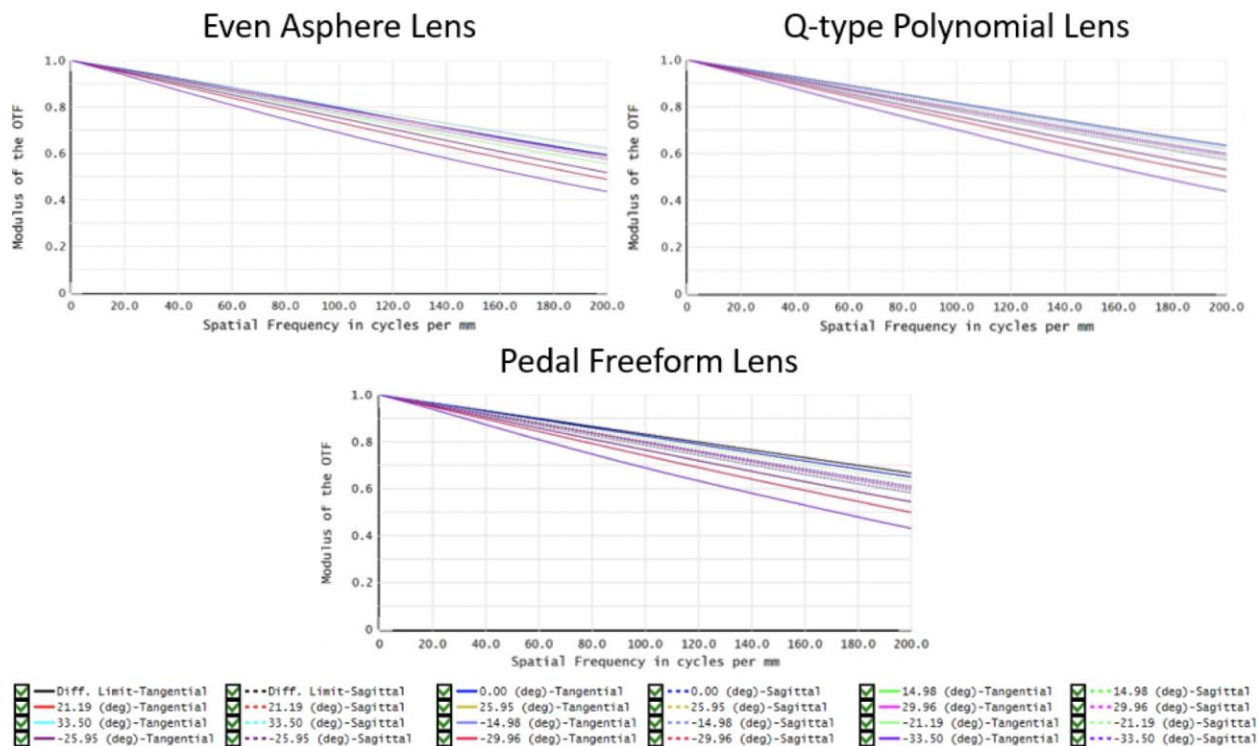 Even Asphere Lens
1.0
0.8
0.6
0.4
0.2
0
Modulus of the OTF
0 20.0 40.0 60.0 80.0 100.0 120.0 140.0 160.0 180.0 200.0
Spatial Frequency in cycles per mm
Q-type Polynomial Lens
1.0
0.8
0.6
0.4
0.2
0
Modulus of the OTF
0 20.0 40.0 60.0 80.0 100.0 120.0 140.0 160.0 180.0 200.0
Spatial Frequency in cycles per mm
Pedal Freeform Lens
1.0
0.8
0.6
0.4
0.2
0
Modulus of the OTF
0 20.0 40.0 60.0 80.0 100.0 120.0 140.0 160.0 180.0 200.0
Spatial Frequency in cycles per mm
Diff. Limit-Tangential Diff. Limit-Sagittal 0.00 (deg)-Tangential 0.00 (deg)-Sagittal 14.98 (deg)-Tangential 14.98 (deg)-Sagittal
21.19 (deg)-Tangential 21.19 (deg)-Sagittal 25.95 (deg)-Tangential 25.95 (deg)-Sagittal 29.96 (deg)-Tangential 29.96 (deg)-Sagittal
33.50 (deg)-Tangential 33.50 (deg)-Sagittal -14.98 (deg)-Tangential -14.98 (deg)-Sagittal -21.19 (deg)-Tangential -21.19 (deg)-Sagittal
-25.95 (deg)-Tangential -25.95 (deg)-Sagittal -29.96 (deg)-Tangential -29.96 (deg)-Sagittal -33.50 (deg)-Tangential -33.50 (deg)-Sagittal